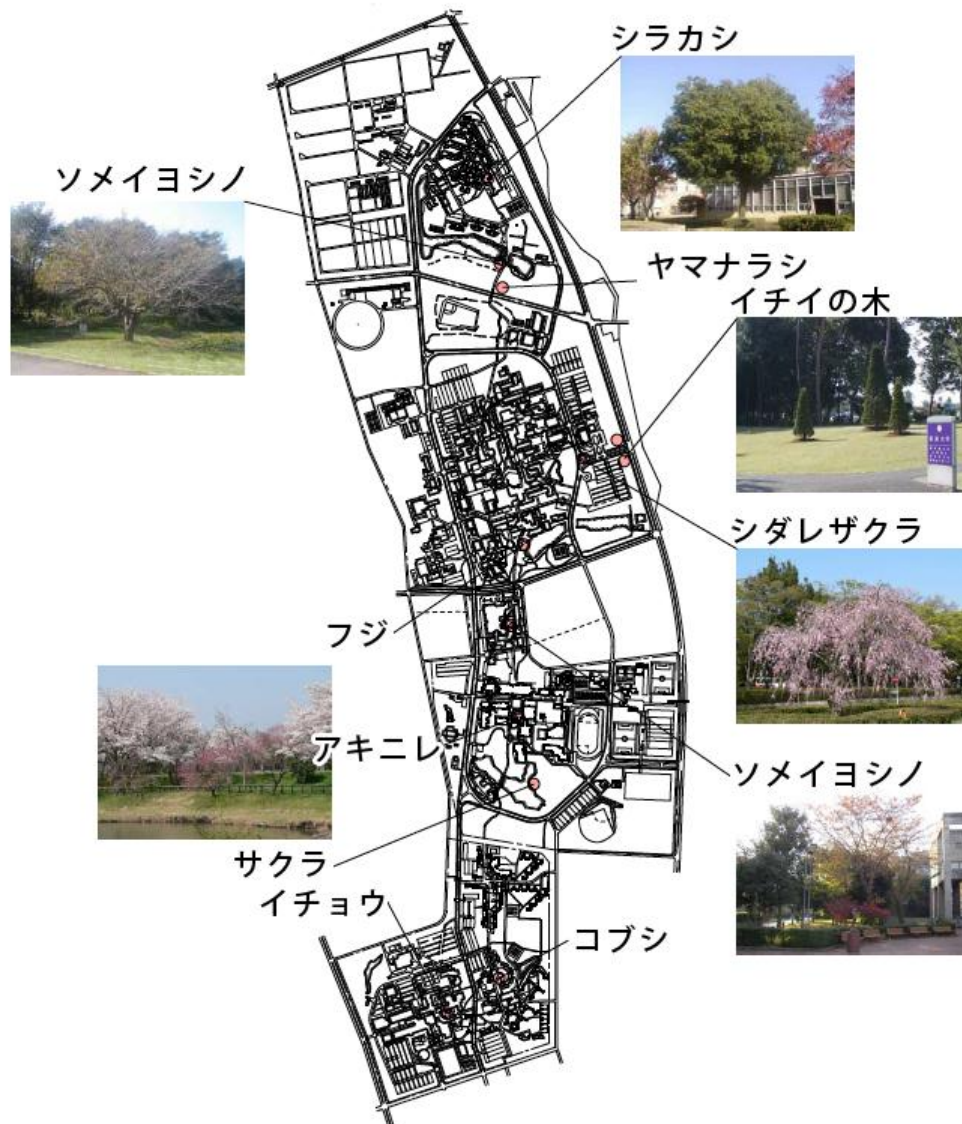 シラカシ
ソメイヨシノ
ヤマナラシ
イチイの木
シダレザクラ
フジ
アキニレ
ソメイヨシノ
サクラ
イチョウ
コブシ